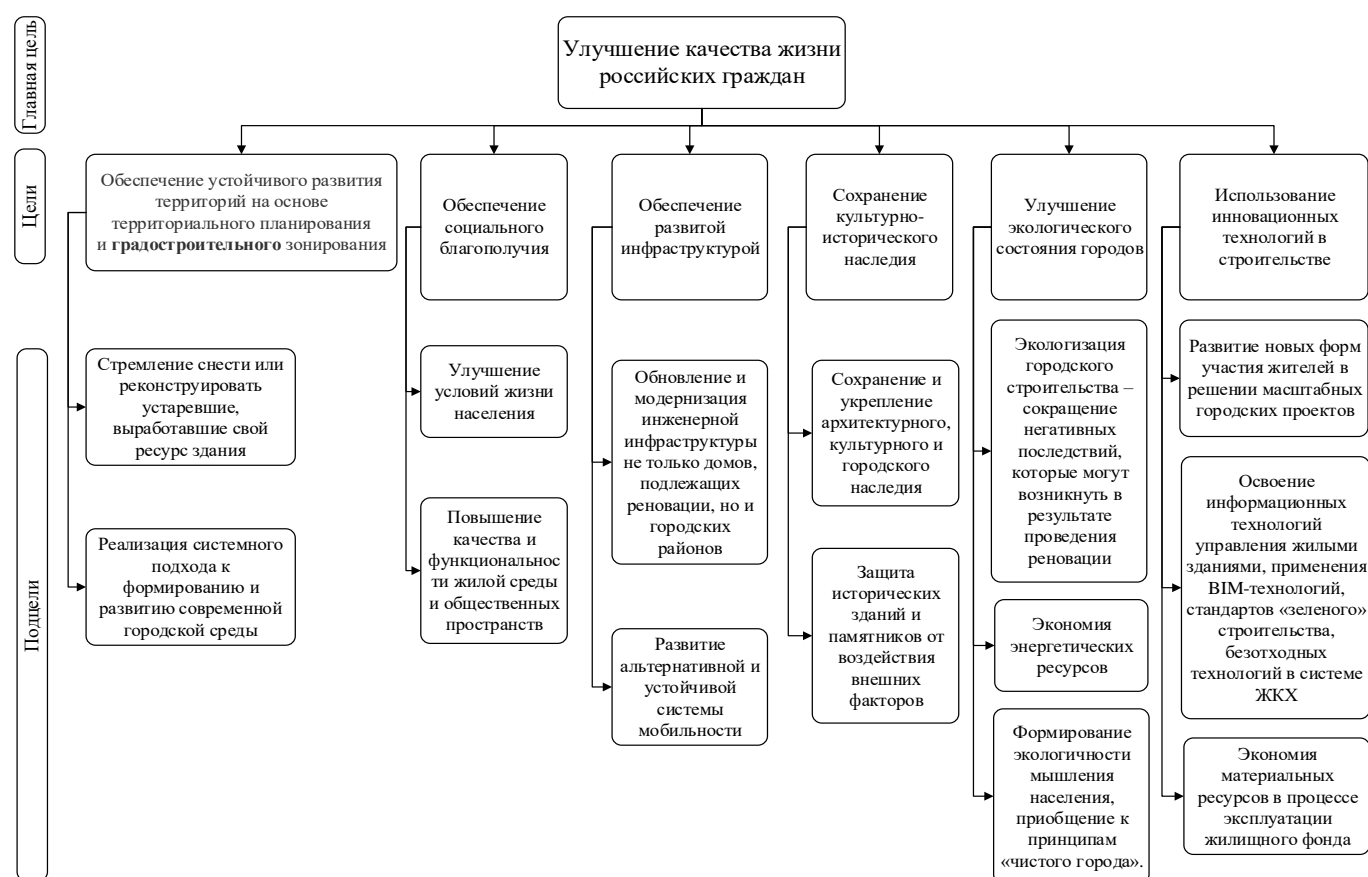 Главная цель
Улучшение качества жизни
российских граждан
Цели
Обеспечение устойчивого развития
территорий на основе
территориального планирования
и градостроительного зонирования
Обеспечение
социального
благополучия
Обеспечение
развитой
инфраструктурой
Сохранение
культурно-
исторического
наследия
Улучшение
экологического
состояния городов
Использование
инновационных
технологий в
строительстве
Подцели
Стремление снести или
реконструировать
устаревшие,
выработавшие свой
ресурс здания
Реализация системного
подхода к
формированию и
развитию современной
городской среды
Улучшение
условий жизни
населения
Повышение
качества и
функциональнос
ти жилой среды
и общественных
пространств
Обновление и
модернизация
инженерной
инфраструктуры
не только домов,
подлежащих
реновации, но и
городских
районов
Развитие
альтернативной и
устойчивой
системы
мобильности
Сохранение и
укрепление
архитектурного,
культурного и
городского
наследия
Защита
исторических
зданий и
памятников от
воздействия
внешних
факторов
Экологизация
городского
строительства –
сокращение
негативных
последствий,
которые могут
возникнуть в
результате
проведения
реновации
Экономия
энергетических
ресурсов
Формирование
экологичности
мышления
населения,
приобщение к
принципам
«чистого города».
Развитие новых форм
участия жителей в
решении масштабных
городских проектов
Освоение
информационных
технологий
управления жилыми
зданиями, применения
BIM-технологий,
стандартов «зеленого»
строительства,
безотходных
технологий в системе
ЖКХ
Экономия
материальных
ресурсов в процессе
эксплуатации
жилищного фонда